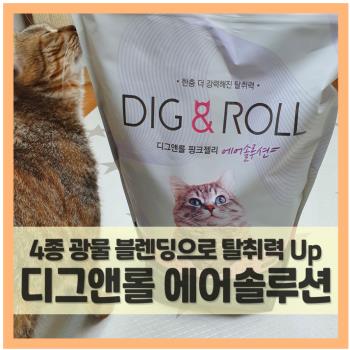 • 한층 더 강력해진 탈취력 •
DIG & ROLL
디그앤롤 핑크젤리 에어솔루션
4종 광물 블렌딩으로 탈취력 Up
디그앤롤 에어솔루션